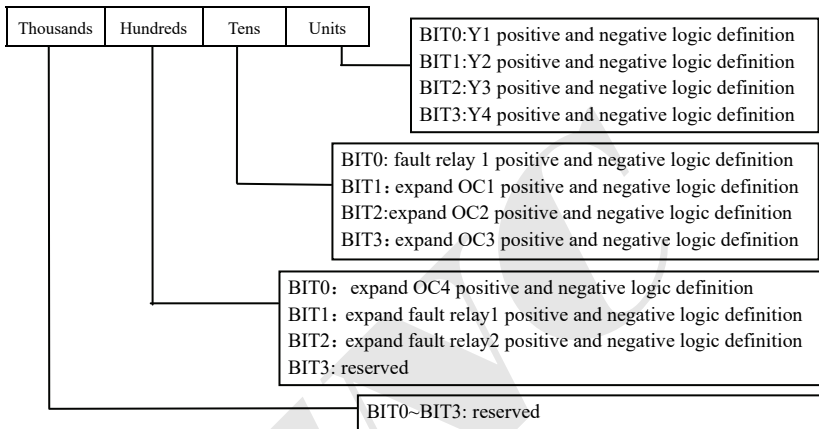 Thousands Hundreds Tens Units
BIT0:Y1 positive and negative logic definition
BIT1:Y2 positive and negative logic definition
BIT2:Y3 positive and negative logic definition
BIT3:Y4 positive and negative logic definition
BIT0: fault relay 1 positive and negative logic definition
BIT1：expand OC1 positive and negative logic definition
BIT2:expand OC2 positive and negative logic definition
BIT3：expand OC3 positive and negative logic definition
BIT0：expand OC4 positive and negative logic definition
BIT1：expand fault relay1 positive and negative logic definition
BIT2：expand fault relay2 positive and negative logic definition
BIT3: reserved
BIT0~BIT3: reserved